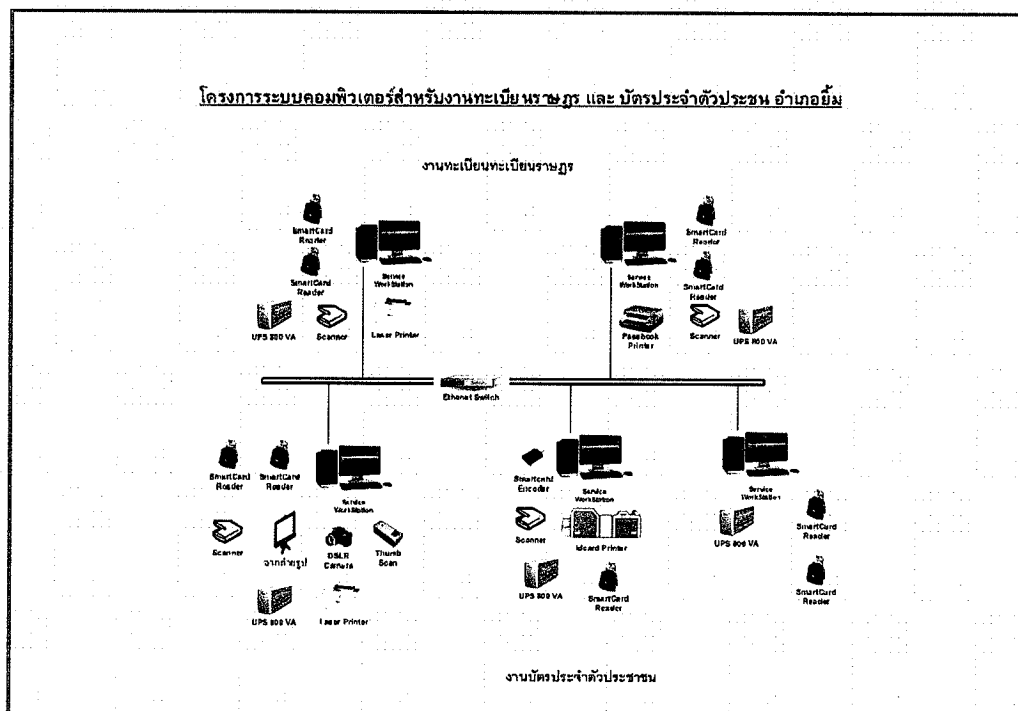 โครงการระบบคอมพิวเตอร์สำหรับงานทะเบียนราษฎร และ บัตรประจำตัวประชน อำเภอยิ้ม
งานทะเบียนทะเบียนราษฎร
SmartCard
Reader
SmartCard
Reader
Service
WorkStation
UPS 800 VA
Scanner
Laser Printer
Service
WorkStation
SmartCard
Reader
SmartCard
Reader
Passbook
Printer
Scanner
UPS 800 VA
Ethenet Switch
SmartCard
Reader
SmartCard
Reader
Service
WorkStation
Scanner
ฉากถ่ายรูป
DSLR
Camera
Thumb
Scan
UPS 800 VA
Laser Printer
Smartcard
Encoder
Service
WorkStation
Scanner
Idcard Printer
UPS 800 VA
SmartCard
Reader
Service
WorkStation
UPS 800 VA
SmartCard
Reader
SmartCard
Reader
งานบัตรประจำตัวประชาชน